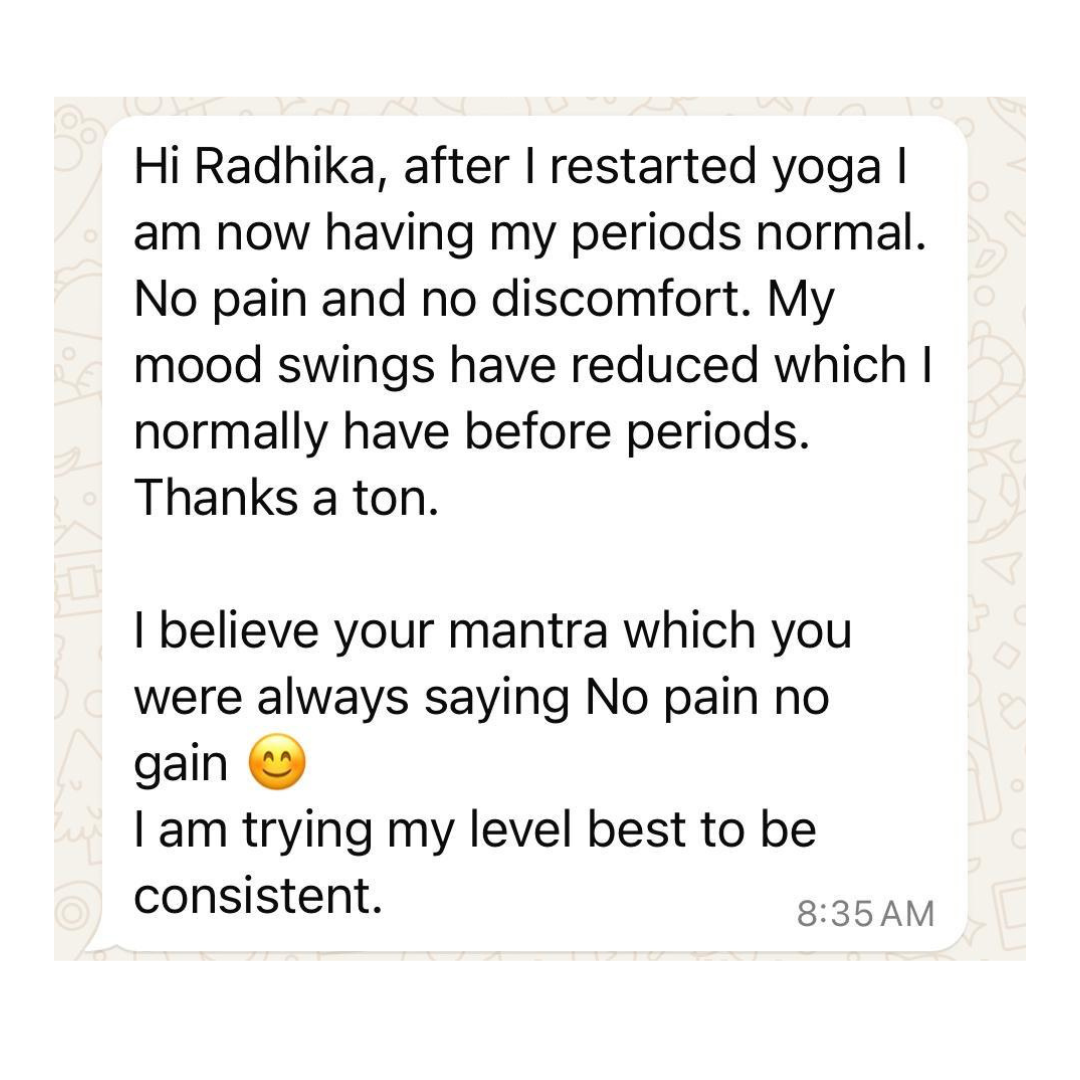 Hi Radhika, after I restarted yoga I
am now having my periods normal.
No pain and no discomfort. My
mood swings have reduced which I
normally have before periods.
Thanks a ton.
I believe your mantra which you
were always saying No pain no
gain 😊
I am trying my level best to be
consistent.
8:35 AM